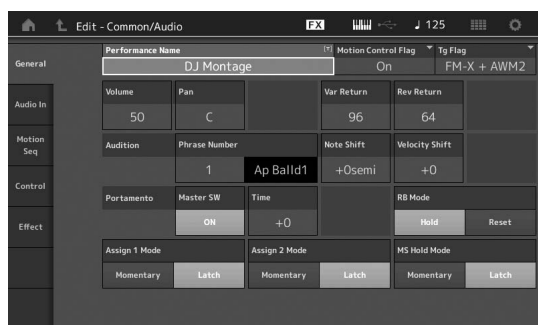 Edit - Common/Audio FX 125
General
Performance Name Motion Control Flag Tg Flag
DJ Montage On FM-X + AWM2
Audio In
Volume Pan Var Return Rev Return
50 C 96 64
Motion Seq
Audition Phrase Number Note Shift Velocity Shift
1 Ap Balld1 +0semi +0
Control
Portamento Master SW Time RB Mode
ON +0 Hold Reset
Effect
Assign 1 Mode Assign 2 Mode MS Hold Mode
Momentary Latch Momentary Latch Momentary Latch